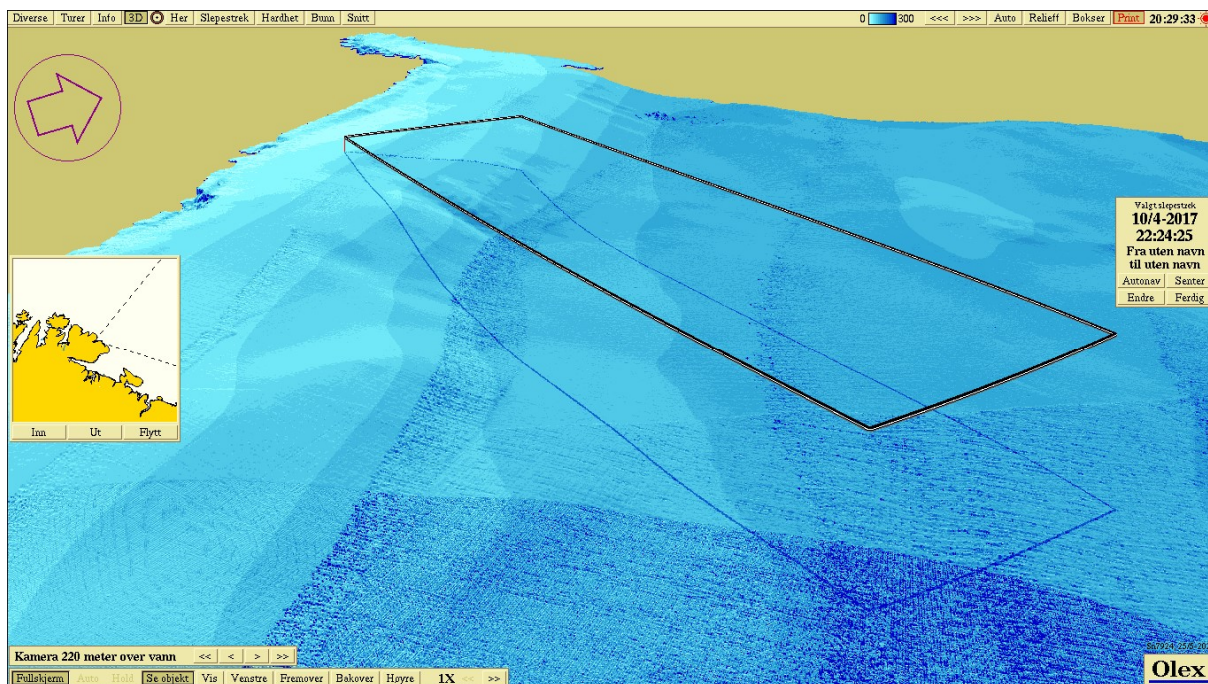 Diverse Turer Info 3D Her Slepestrek Hardhet Bunn Snitt 0 300 <<< >>> Auto Relieff Bokser Print 20:29:33
Valgt slepestrek
10/4-2017
22:24:25
Fra uten navn
til uten navn
Autonav Senter
Endre Ferdig
Inn Ut Flytt
Kamera 220 meter over vann << < > >>
Fullskjerm Auto Hold Se objekt Vis Venstre Fremover Bakover Høyre 1X << >>
Olex